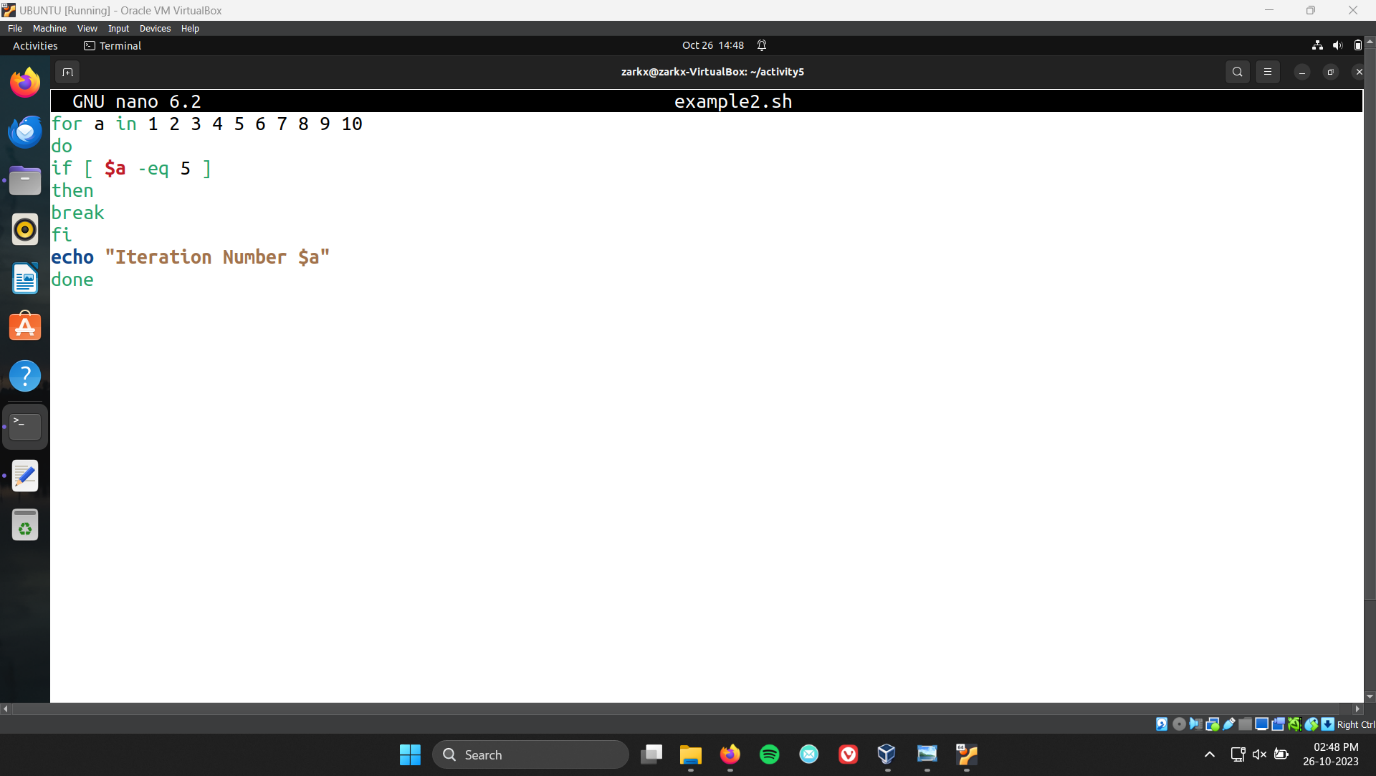 UBUNTU [Running] - Oracle VM VirtualBox
File Machine View Input Devices Help
Activities Terminal Oct 26 14:48
zarkx@zarkx-VirtualBox: ~/activity5
GNU nano 6.2 example2.sh
for a in 1 2 3 4 5 6 7 8 9 10
do
if [ $a -eq 5 ]
then
break
fi
echo "Iteration Number $a"
done
Right Ctrl
Search
02:48 PM
26-10-2023